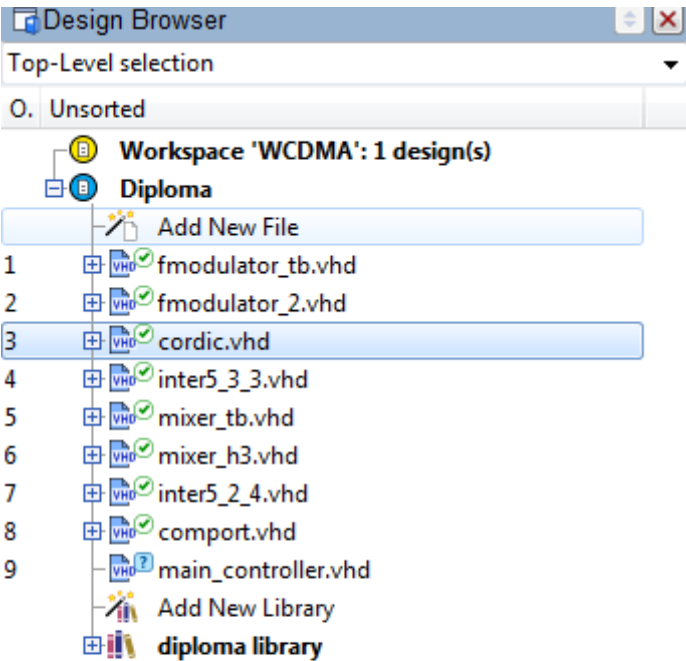 Design Browser
Top-Level selection
O. Unsorted
Workspace 'WCDMA': 1 design(s)
Diploma
Add New File
1 fmodulator_tb.vhd
2 fmodulator_2.vhd
3 cordic.vhd
4 inter5_3_3.vhd
5 mixer_tb.vhd
6 mixer_h3.vhd
7 inter5_2_4.vhd
8 comport.vhd
9 main_controller.vhd
Add New Library
diploma library